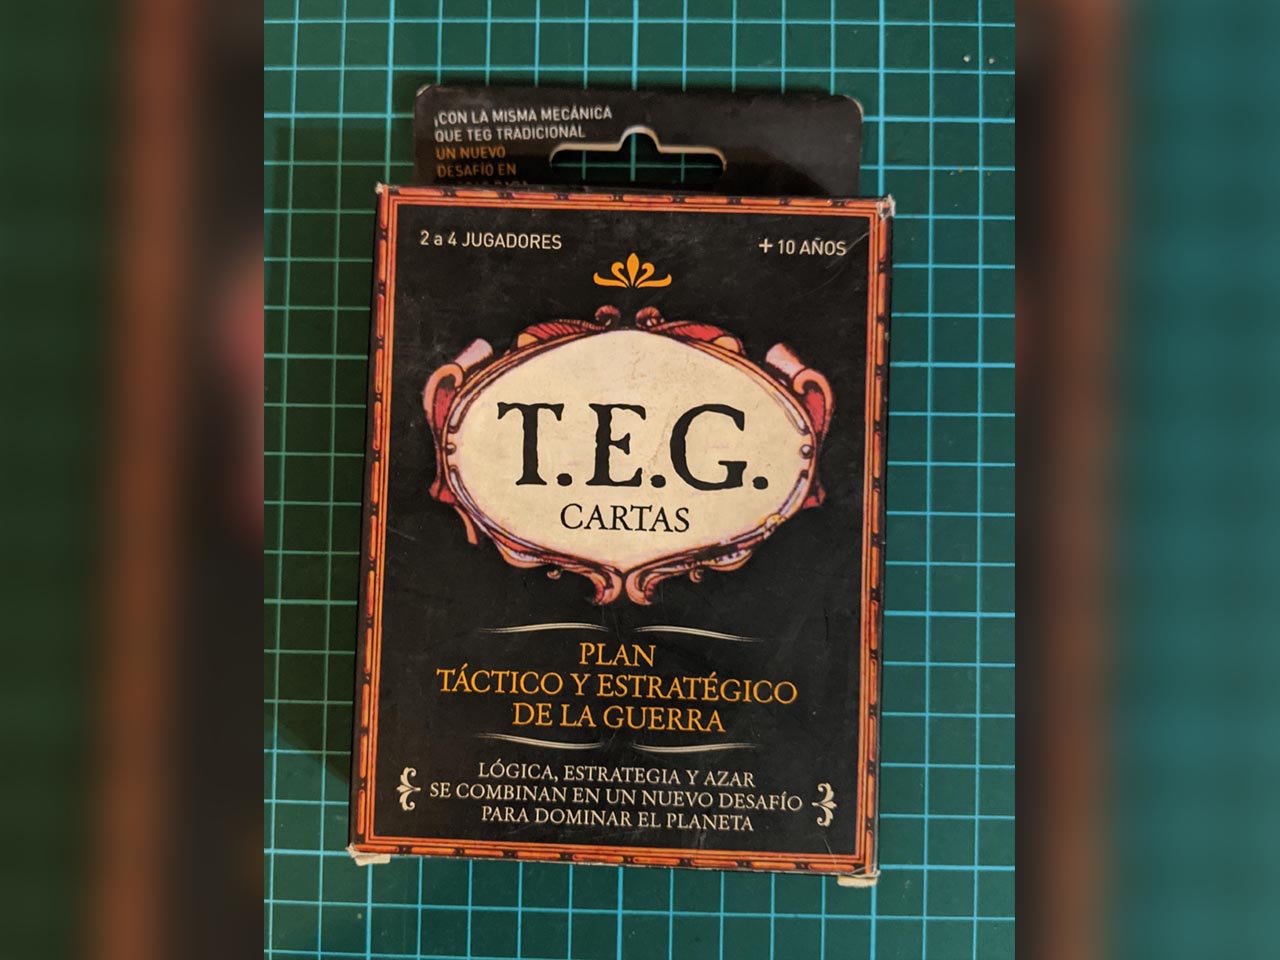 ¡CON LA MISMA MECÁNICA
QUE TEG TRADICIONAL
UN NUEVO
DESAFÍO EN
2 a 4 JUGADORES
+ 10 AÑOS
T.E.G.
CARTAS
PLAN
TÁCTICO Y ESTRATÉGICO
DE LA GUERRA
LÓGICA, ESTRATEGIA Y AZAR
SE COMBINAN EN UN NUEVO DESAFÍO
PARA DOMINAR EL PLANETA